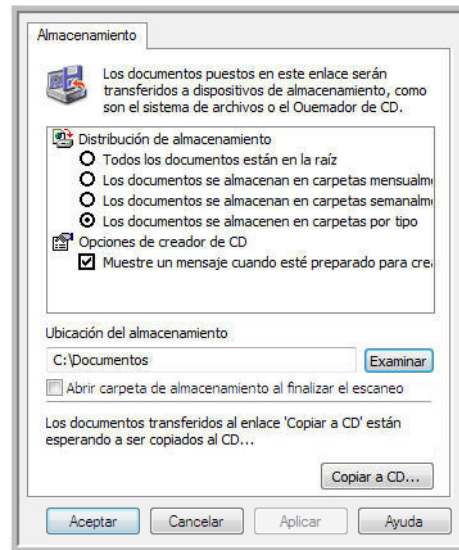 Almacenamiento
Los documentos puestos en este enlace serán
transferidos a dispositivos de almacenamiento, como
son el sistema de archivos o el Ouemador de CD.
Distribución de almacenamiento
Todos los documentos están en la raíz
Los documentos se almacenan en carpetas mensualme
Los documentos se almacenan en carpetas semanalme
Los documentos se almacenen en carpetas por tipo
Opciones de creador de CD
Muestre un mensaje cuando esté preparado para crea
Ubicación del almacenamiento
C:\Documentos
Examinar
Abrir carpeta de almacenamiento al finalizar el escaneo
Los documentos transferidos al enlace 'Copiar a CD' están
esperando a ser copiados al CD...
Copiar a CD...
Aceptar
Cancelar
Aplicar
Ayuda